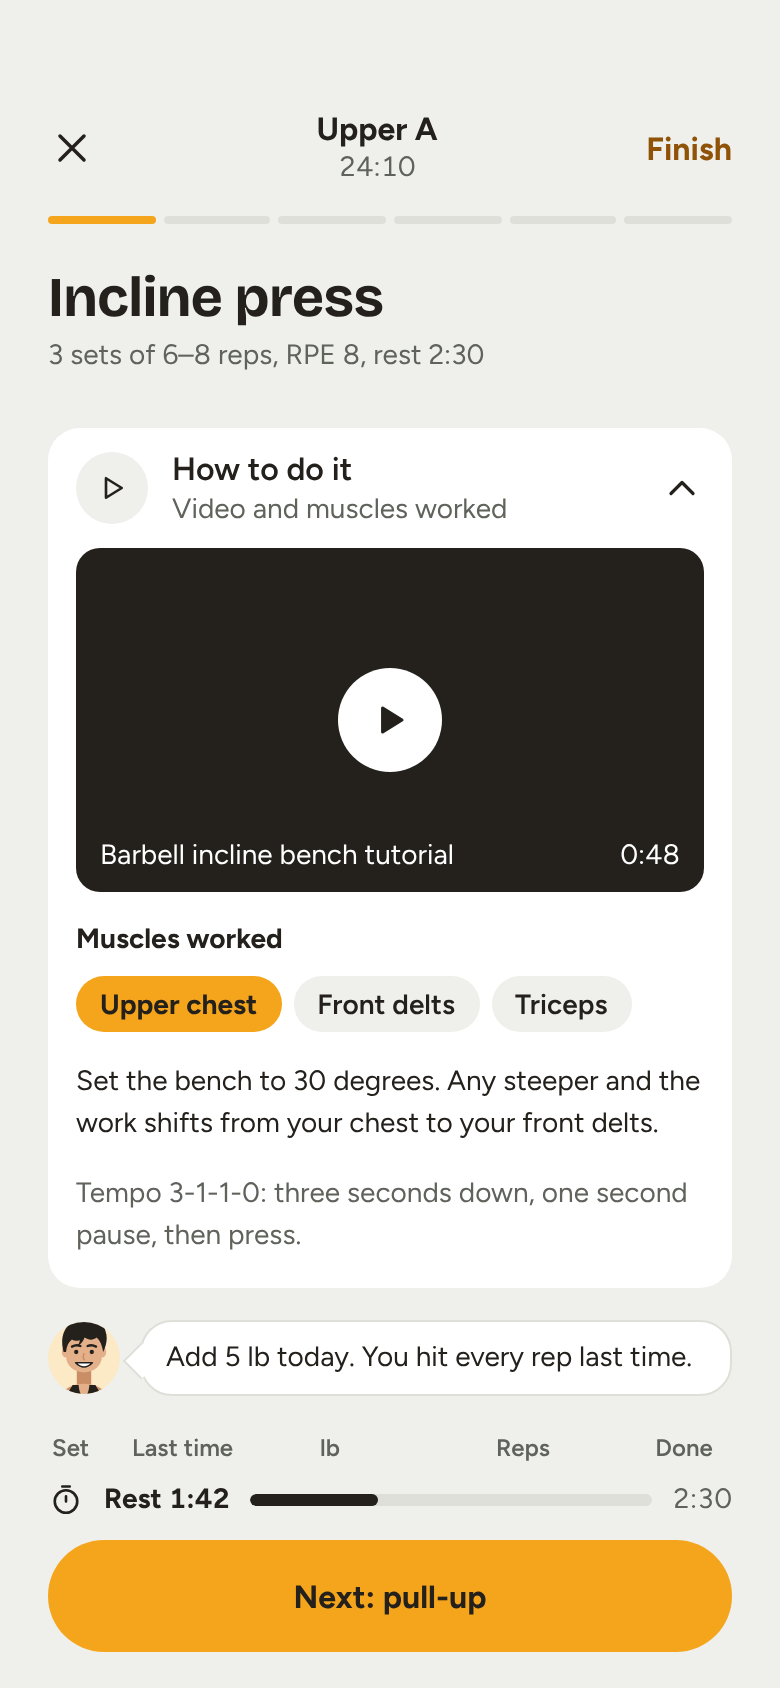 Upper A
24:10
Finish
Incline press
3 sets of 6–8 reps, RPE 8, rest 2:30
How to do it
Video and muscles worked
Barbell incline bench tutorial 0:48
Muscles worked
Upper chest Front delts Triceps
Set the bench to 30 degrees. Any steeper and the
work shifts from your chest to your front delts.
Tempo 3-1-1-0: three seconds down, one second
pause, then press.
Add 5 lb today. You hit every rep last time.
Set Last time lb Reps Done
Rest 1:42 2:30
Next: pull-up